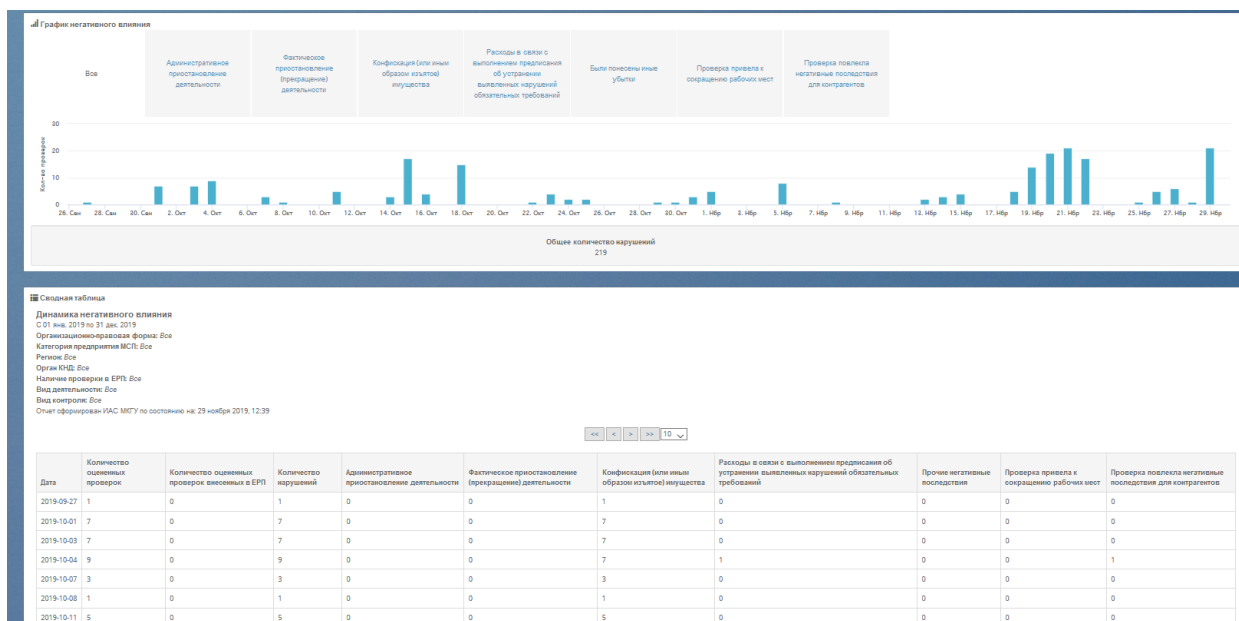 График негативного влияния
Все
Административное
приостановление
деятельности
Фактическое
приостановление
(прекращение)
деятельности
Конфискация (или иным
образом изъятое)
имущества
Расходы в связи с
выполнением предписания
об устранении
выявленных нарушений
обязательных требований
Были понесены иные
убытки
Проверка привела к
сокращению рабочих мест
Проверка повлекла
негативные последствия
для контрагентов
Кол-во проверок
30
20
10
0
26. Сен 28. Сен 30. Сен 2. Окт 4. Окт 6. Окт 8. Окт 10. Окт 12. Окт 14. Окт 16. Окт 18. Окт 20. Окт 22. Окт 24. Окт 26. Окт 28. Окт 30. Окт 1. Нбр 3. Нбр 5. Нбр 7. Нбр 9. Нбр 11. Нбр 13. Нбр 15. Нбр 17. Нбр 19. Нбр 21. Нбр 23. Нбр 25. Нбр 27. Нбр 29. Нбр
Общее количество нарушений
219
Сводная таблица
Динамика негативного влияния
С 01 янв. 2019 по 31 дек. 2019
Организационно-правовая форма: Все
Категория предприятия МСП: Все
Регион: Все
Орган КНД: Все
Наличие проверки в ЕРП: Все
Вид деятельности: Все
Вид контроля: Все
Отчет сформирован ИАС МКГУ по состоянию на: 29 ноября 2019, 12:39
<< < > >> 10
Дата
Количество
оцененных
проверок
Количество оцененных
проверок внесенных в ЕРП
Количество
нарушений
Административное
приостановление деятельности
Фактическое приостановление
(прекращение) деятельности
Конфискация (или иным
образом изъятое) имущества
Расходы в связи с выполнением предписания об
устранении выявленных нарушений обязательных
требований
Прочие негативные
последствия
Проверка привела к
сокращению рабочих мест
Проверка повлекла негативные
последствия для контрагентов
2019-09-27 1 0 1 0 0 1 0 0 0 0
2019-10-01 7 0 7 0 0 7 0 0 0 0
2019-10-03 7 0 7 0 0 7 0 0 0 0
2019-10-04 9 0 9 0 0 7 1 0 0 1
2019-10-07 3 0 3 0 0 3 0 0 0 0
2019-10-08 1 0 1 0 0 1 0 0 0 0
2019-10-11 5 0 5 0 0 5 0 0 0 0